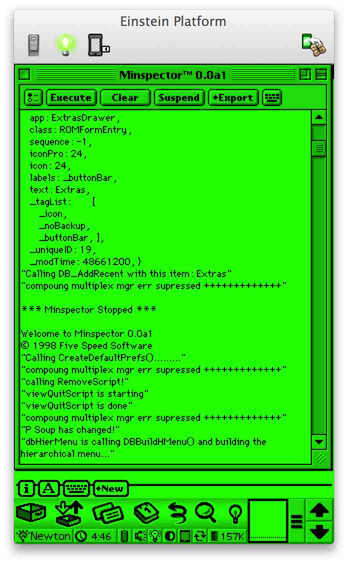 Einstein Platform
Minspector™ 0.0a1
Execute Clear Suspend ◆Export
app: ExtrasDrawer,
class: ROMFormEntry,
sequence: -1,
iconPro: 24,
icon: 24,
labels: _buttonBar,
text: Extras,
_tagList: [
_icon,
_noBackup,
_buttonBar, ],
_uniqueID: 19,
_modTime: 48661200, }
"Calling DB_AddRecent with this item: Extras"
"compoung multiplex mgr err supressed +++++++++++++"
*** Minspector Stopped ***
Welcome to Minspector 0.0a1
© 1998 Five Speed Software
"Calling CreateDefaultPrefs()........."
"compoung multiplex mgr err supressed +++++++++++++"
"calling RemoveScript!"
"viewQuitScript is starting"
"viewQuitScript is done"
"compoung multiplex mgr err supressed +++++++++++++"
"P Soup has changed!"
"dbHierMenu is calling DBBuildHMenu() and building the
hierarchical menu..."
i A ◆New
Newton 4:46 157K